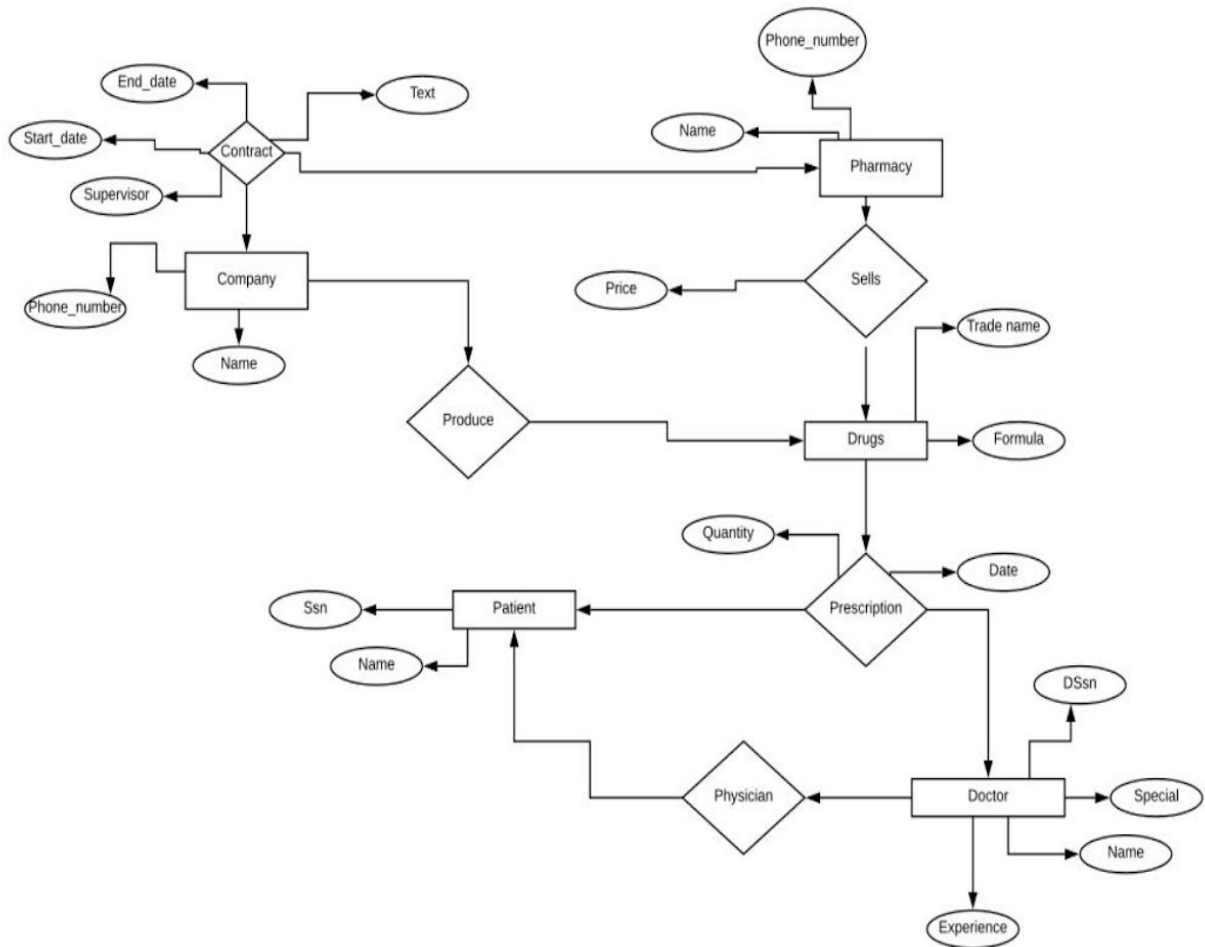 Phone_number
End_date
Text
Start_date
Name
Contract
Pharmacy
Supervisor
Company
Sells
Price
Phone_number
Trade name
Name
Produce
Drugs
Formula
Quantity
Date
Ssn
Patient
Prescription
Name
DSsn
Physician
Doctor
Special
Name
Experience